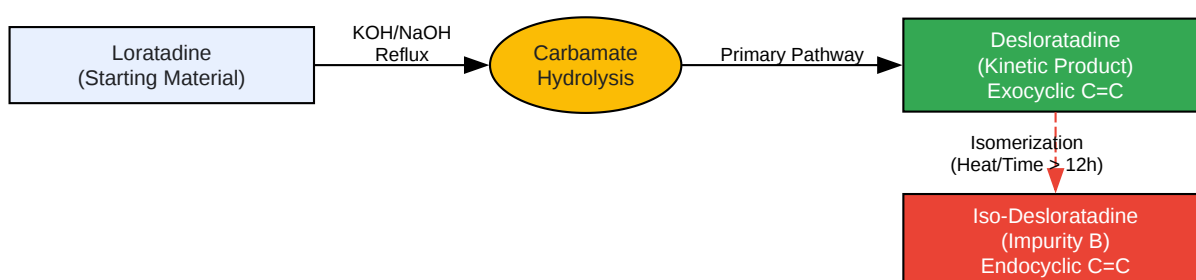 Loratadine
(Starting Material)
KOH/NaOH
Reflux
Carbamate
Hydrolysis
Primary Pathway
Desloratadine
(Kinetic Product)
Exocyclic C=C
Isomerization
(Heat/Time > 12h)
Iso-Desloratadine
(Impurity B)
Endocyclic C=C